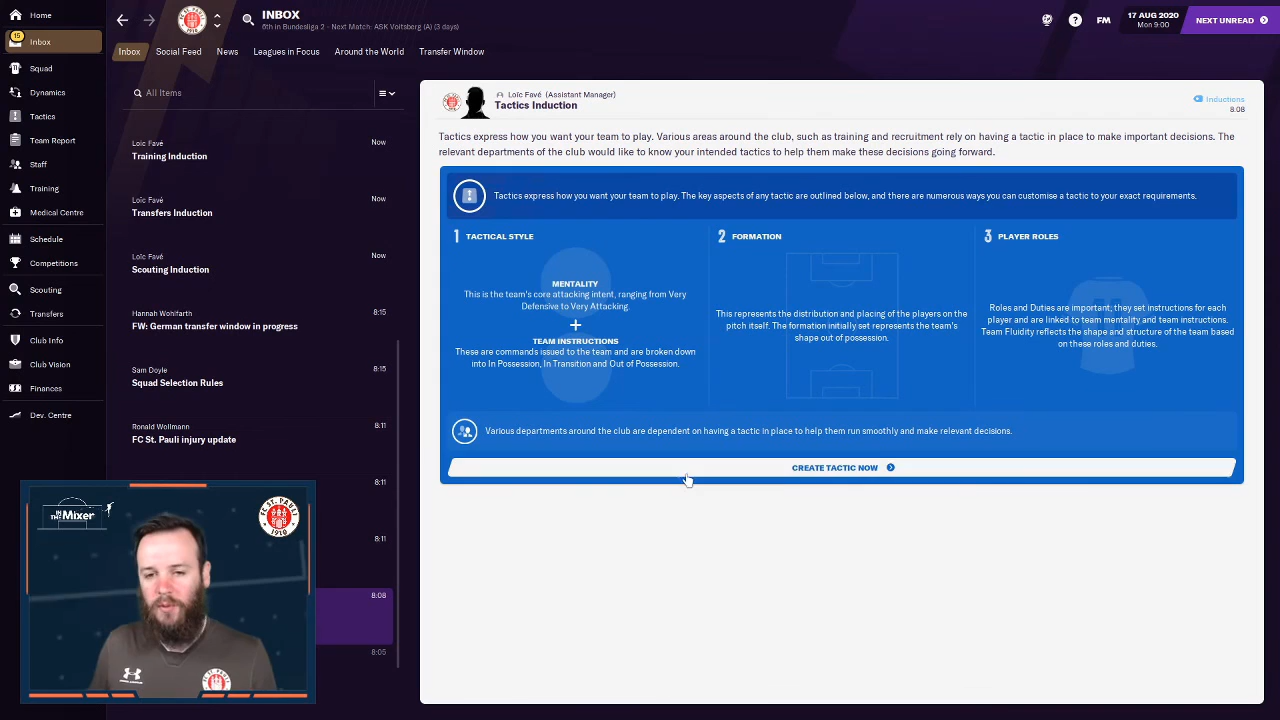 Home
15
Inbox
Squad
Dynamics
Tactics
Team Report
Staff
Training
Medical Centre
Schedule
Competitions
Scouting
Transfers
Club Info
Club Vision
Finances
Dev. Centre
INBOX
6th in Bundesliga 2 - Next Match: ASK Voitsberg (A) (3 days)
FM
17 AUG 2020
Mon 9:00
NEXT UNREAD
Inbox
Social Feed
News
Leagues in Focus
Around the World
Transfer Window
All Items
Loïc Favé
Now
Training Induction
Loïc Favé
Now
Transfers Induction
Loïc Favé
Now
Scouting Induction
Hannah Wohlfarth
8:15
FW: German transfer window in progress
Sam Doyle
8:15
Squad Selection Rules
Ronald Wollmann
8:11
FC St. Pauli injury update
8:11
8:11
8:08
8:05
Loïc Favé (Assistant Manager)
Tactics Induction
Inductions
8:08
Tactics express how you want your team to play. Various areas around the club, such as training and recruitment rely on having a tactic in place to make important decisions. The
relevant departments of the club would like to know your intended tactics to help them make these decisions going forward.
Tactics express how you want your team to play. The key aspects of any tactic are outlined below, and there are numerous ways you can customise a tactic to your exact requirements.
1 TACTICAL STYLE
MENTALITY
This is the team's core attacking intent, ranging from Very
Defensive to Very Attacking.
+
TEAM INSTRUCTIONS
These are commands issued to the team and are broken down
into In Possession, In Transition and Out of Possession.
2 FORMATION
This represents the distribution and placing of the players on the
pitch itself. The formation initially set represents the team's
shape out of possession.
3 PLAYER ROLES
Roles and Duties are important; they set instructions for each
player and are linked to team mentality and team instructions.
Team Fluidity reflects the shape and structure of the team based
on these roles and duties.
Various departments around the club are dependent on having a tactic in place to help them run smoothly and make relevant decisions.
CREATE TACTIC NOW
IN THE Mixer
FC ST. PAULI
1910